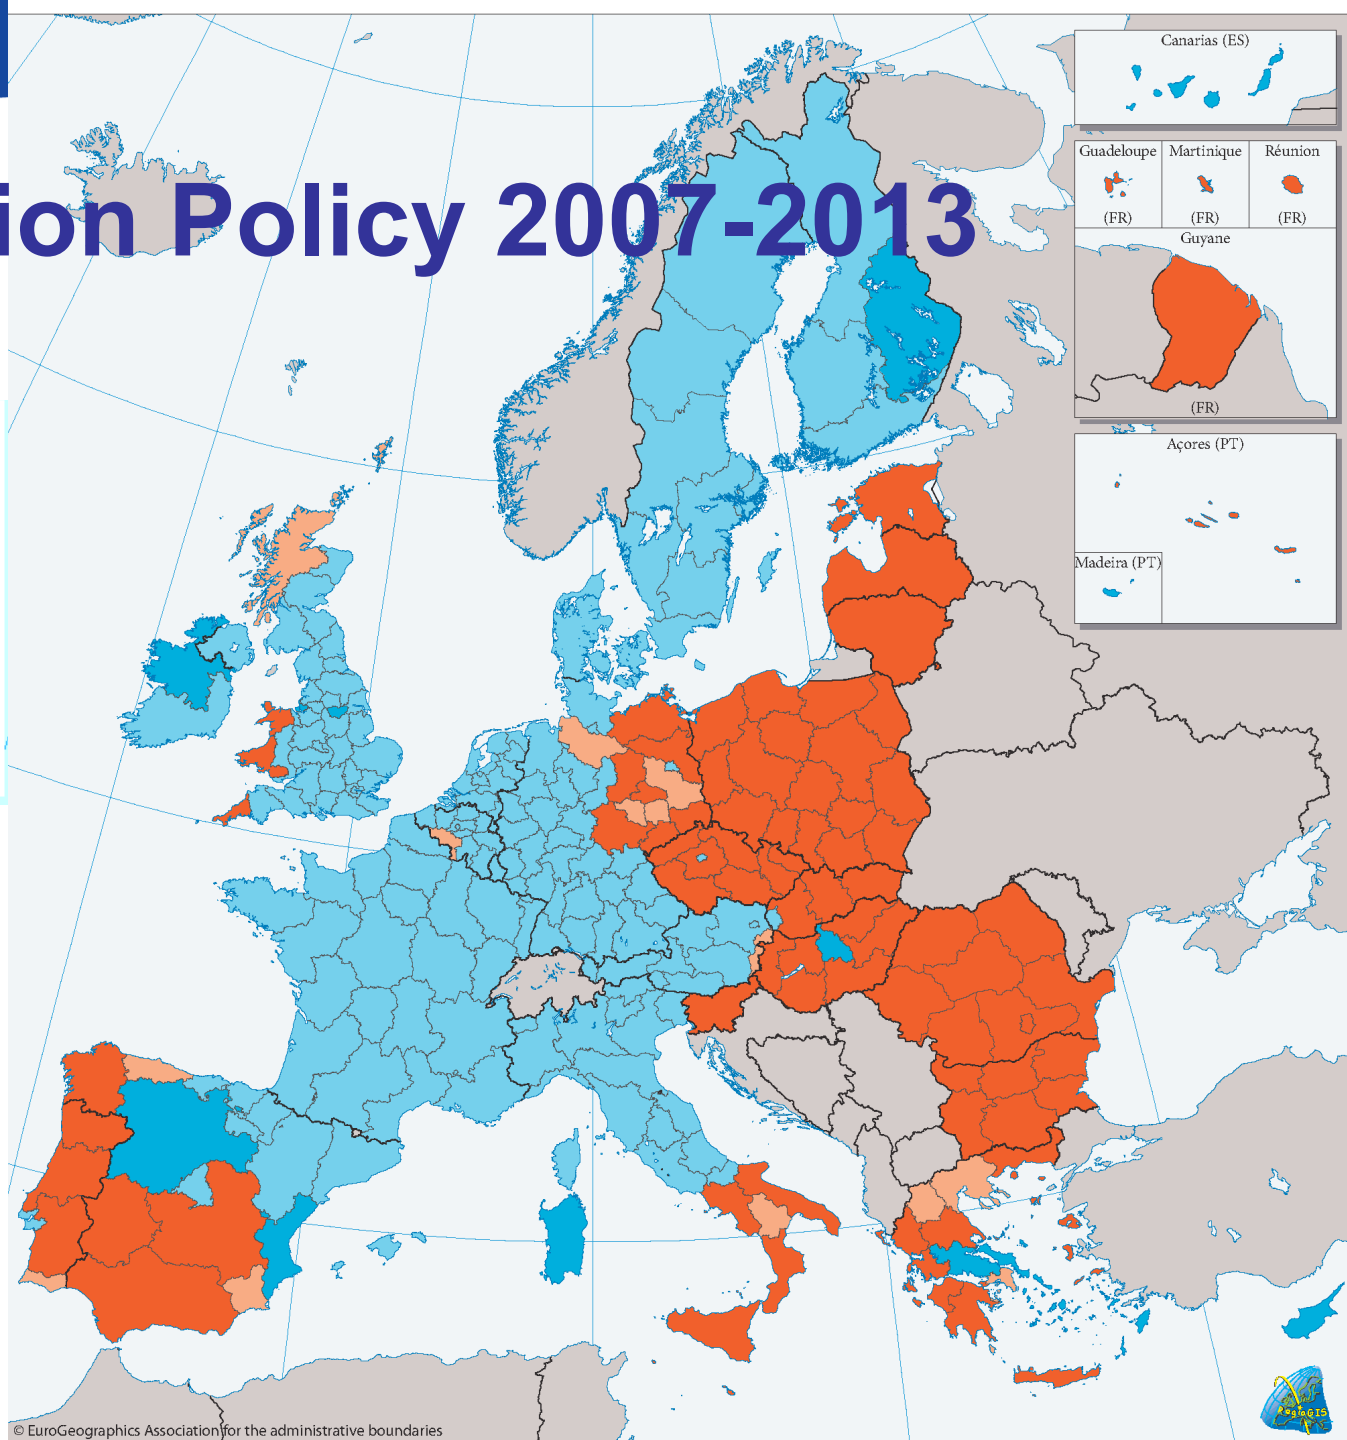 ion Policy 2007-2013
Canarias (ES)
Guadeloupe
Martinique
Réunion
(FR)
(FR)
(FR)
Guyane
(FR)
Açores (PT)
Madeira (PT)
RegioGIS
© EuroGeographics Association for the administrative boundaries